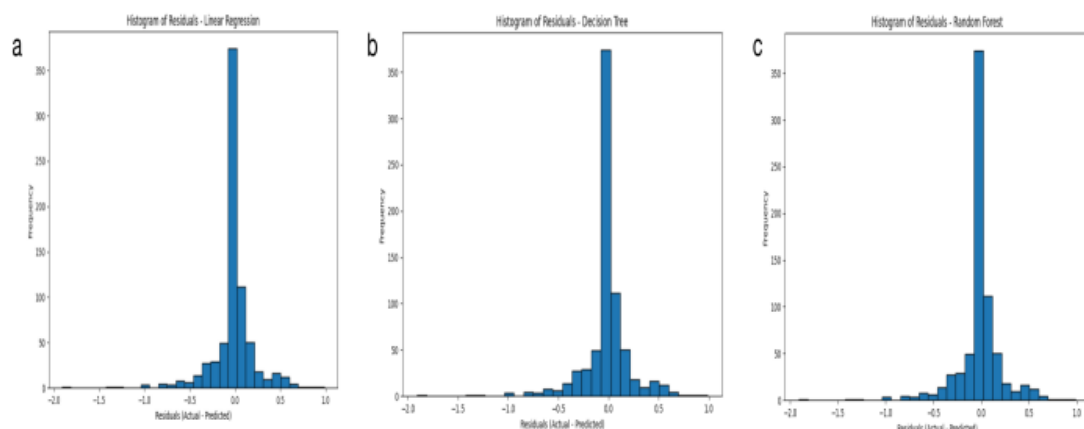 Histogram of Residuals - Linear Regression
a
350
300
250
200
150
100
50
0
Frequency
-2.0 -1.5 -1.0 -0.5 0.0 0.5 1.0
Residuals (Actual - Predicted)
Histogram of Residuals - Decision Tree
b
350
300
250
200
150
100
50
0
Frequency
-2.0 -1.5 -1.0 -0.5 0.0 0.5 1.0
Residuals (Actual - Predicted)
Histogram of Residuals - Random Forest
c
350
300
250
200
150
100
50
0
Frequency
-2.0 -1.5 -1.0 -0.5 0.0 0.5 1.0
Residuals (Actual - Predicted)